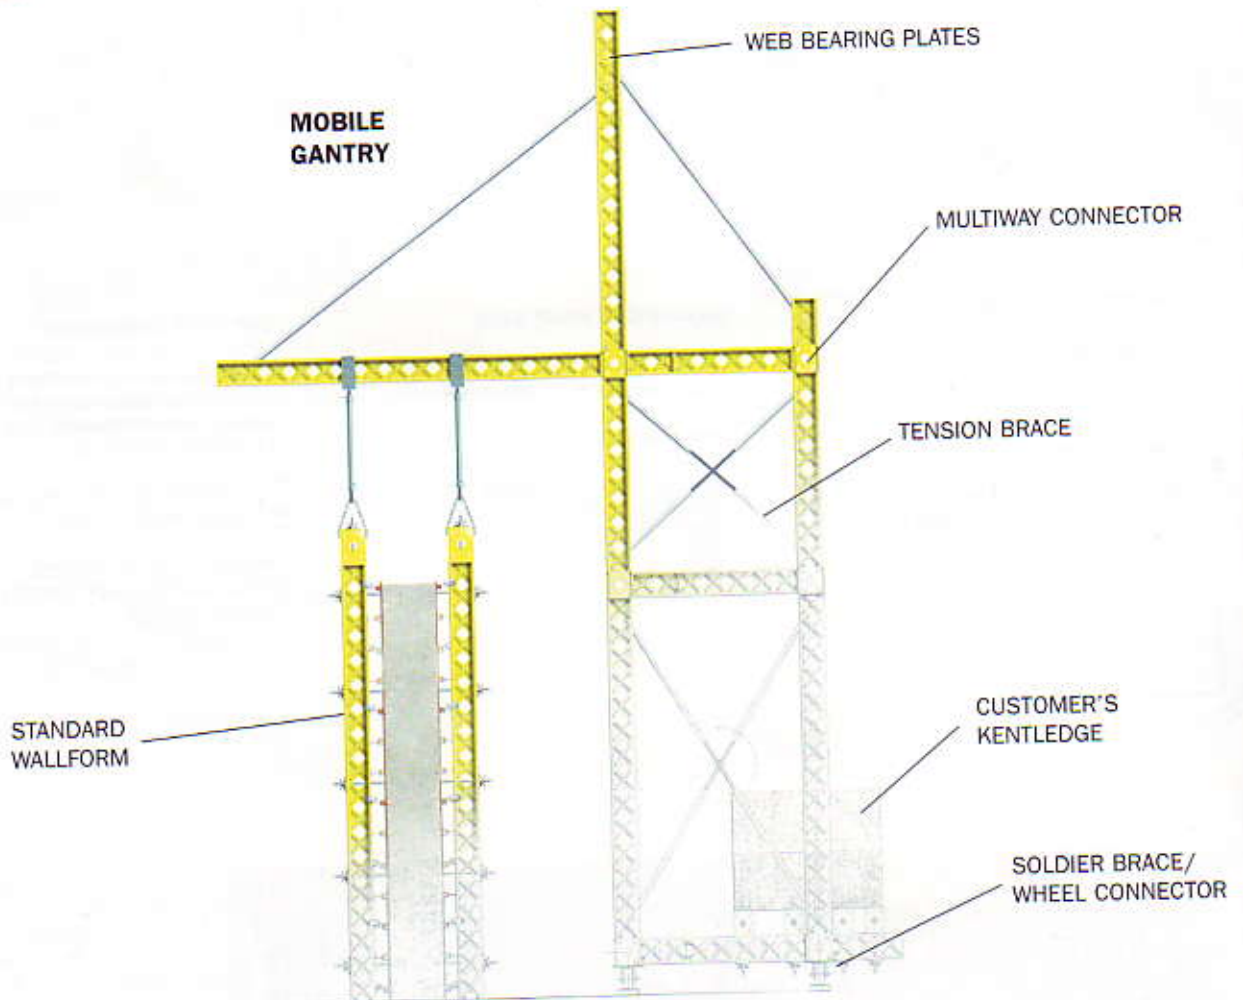 WEB BEARING PLATES
MOBILE
GANTRY
MULTIWAY CONNECTOR
TENSION BRACE
STANDARD
WALLFORM
CUSTOMER'S
KENTLEDGE
SOLDIER BRACE/
WHEEL CONNECTOR